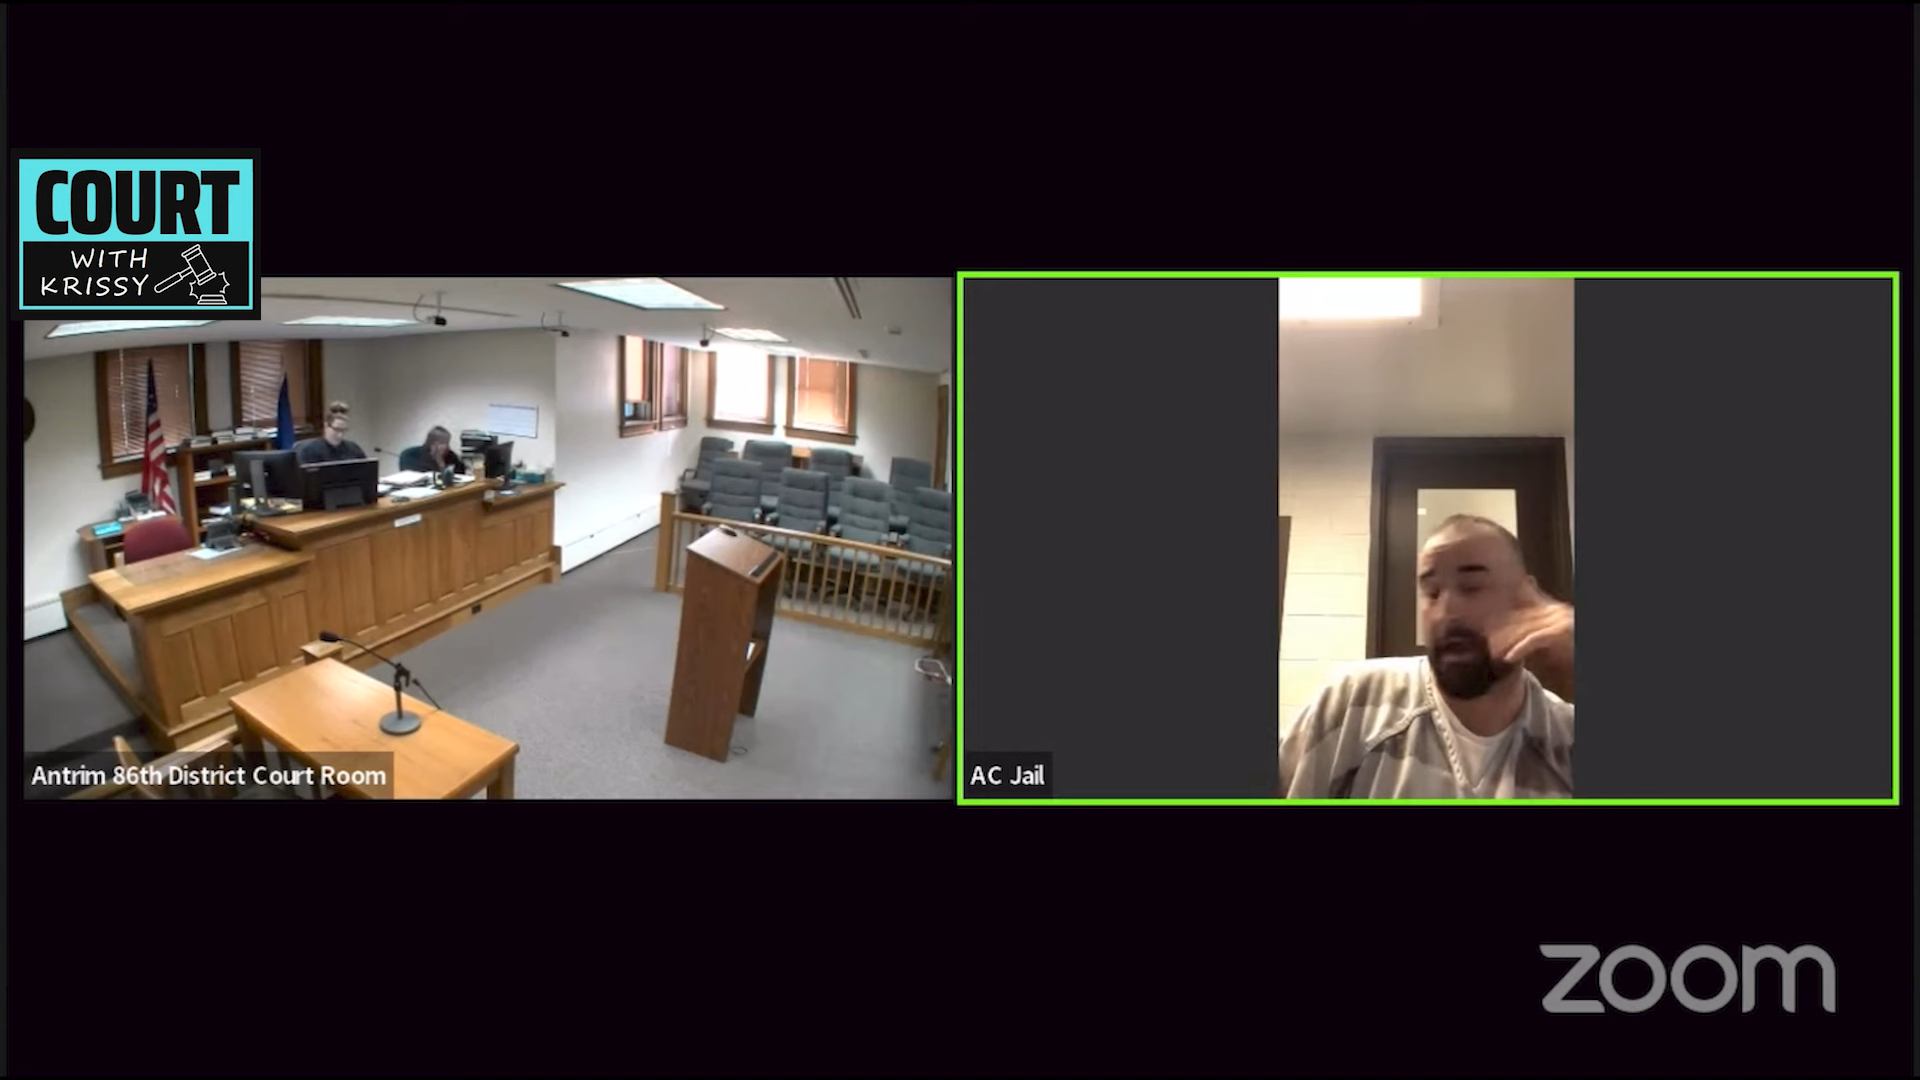 COURT
WITH
KRISSY
Antrim 86th District Court Room
AC Jail
zoom